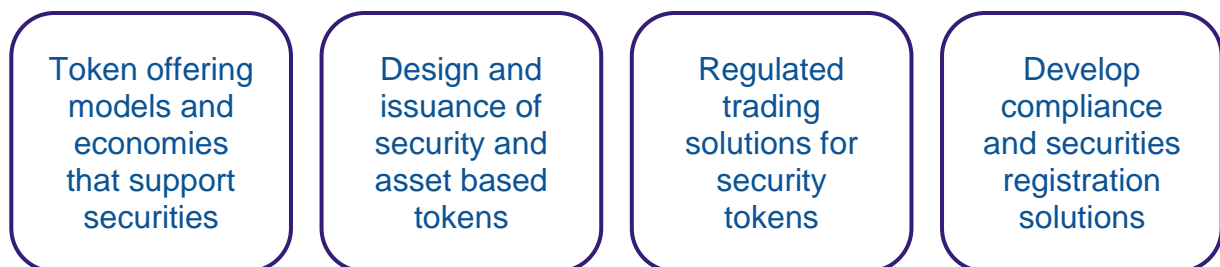 Token offering
models and
economies
that support
securities
Design and
issuance of
security and
asset based
tokens
Regulated
trading
solutions for
security
tokens
Develop
compliance
and securities
registration
solutions